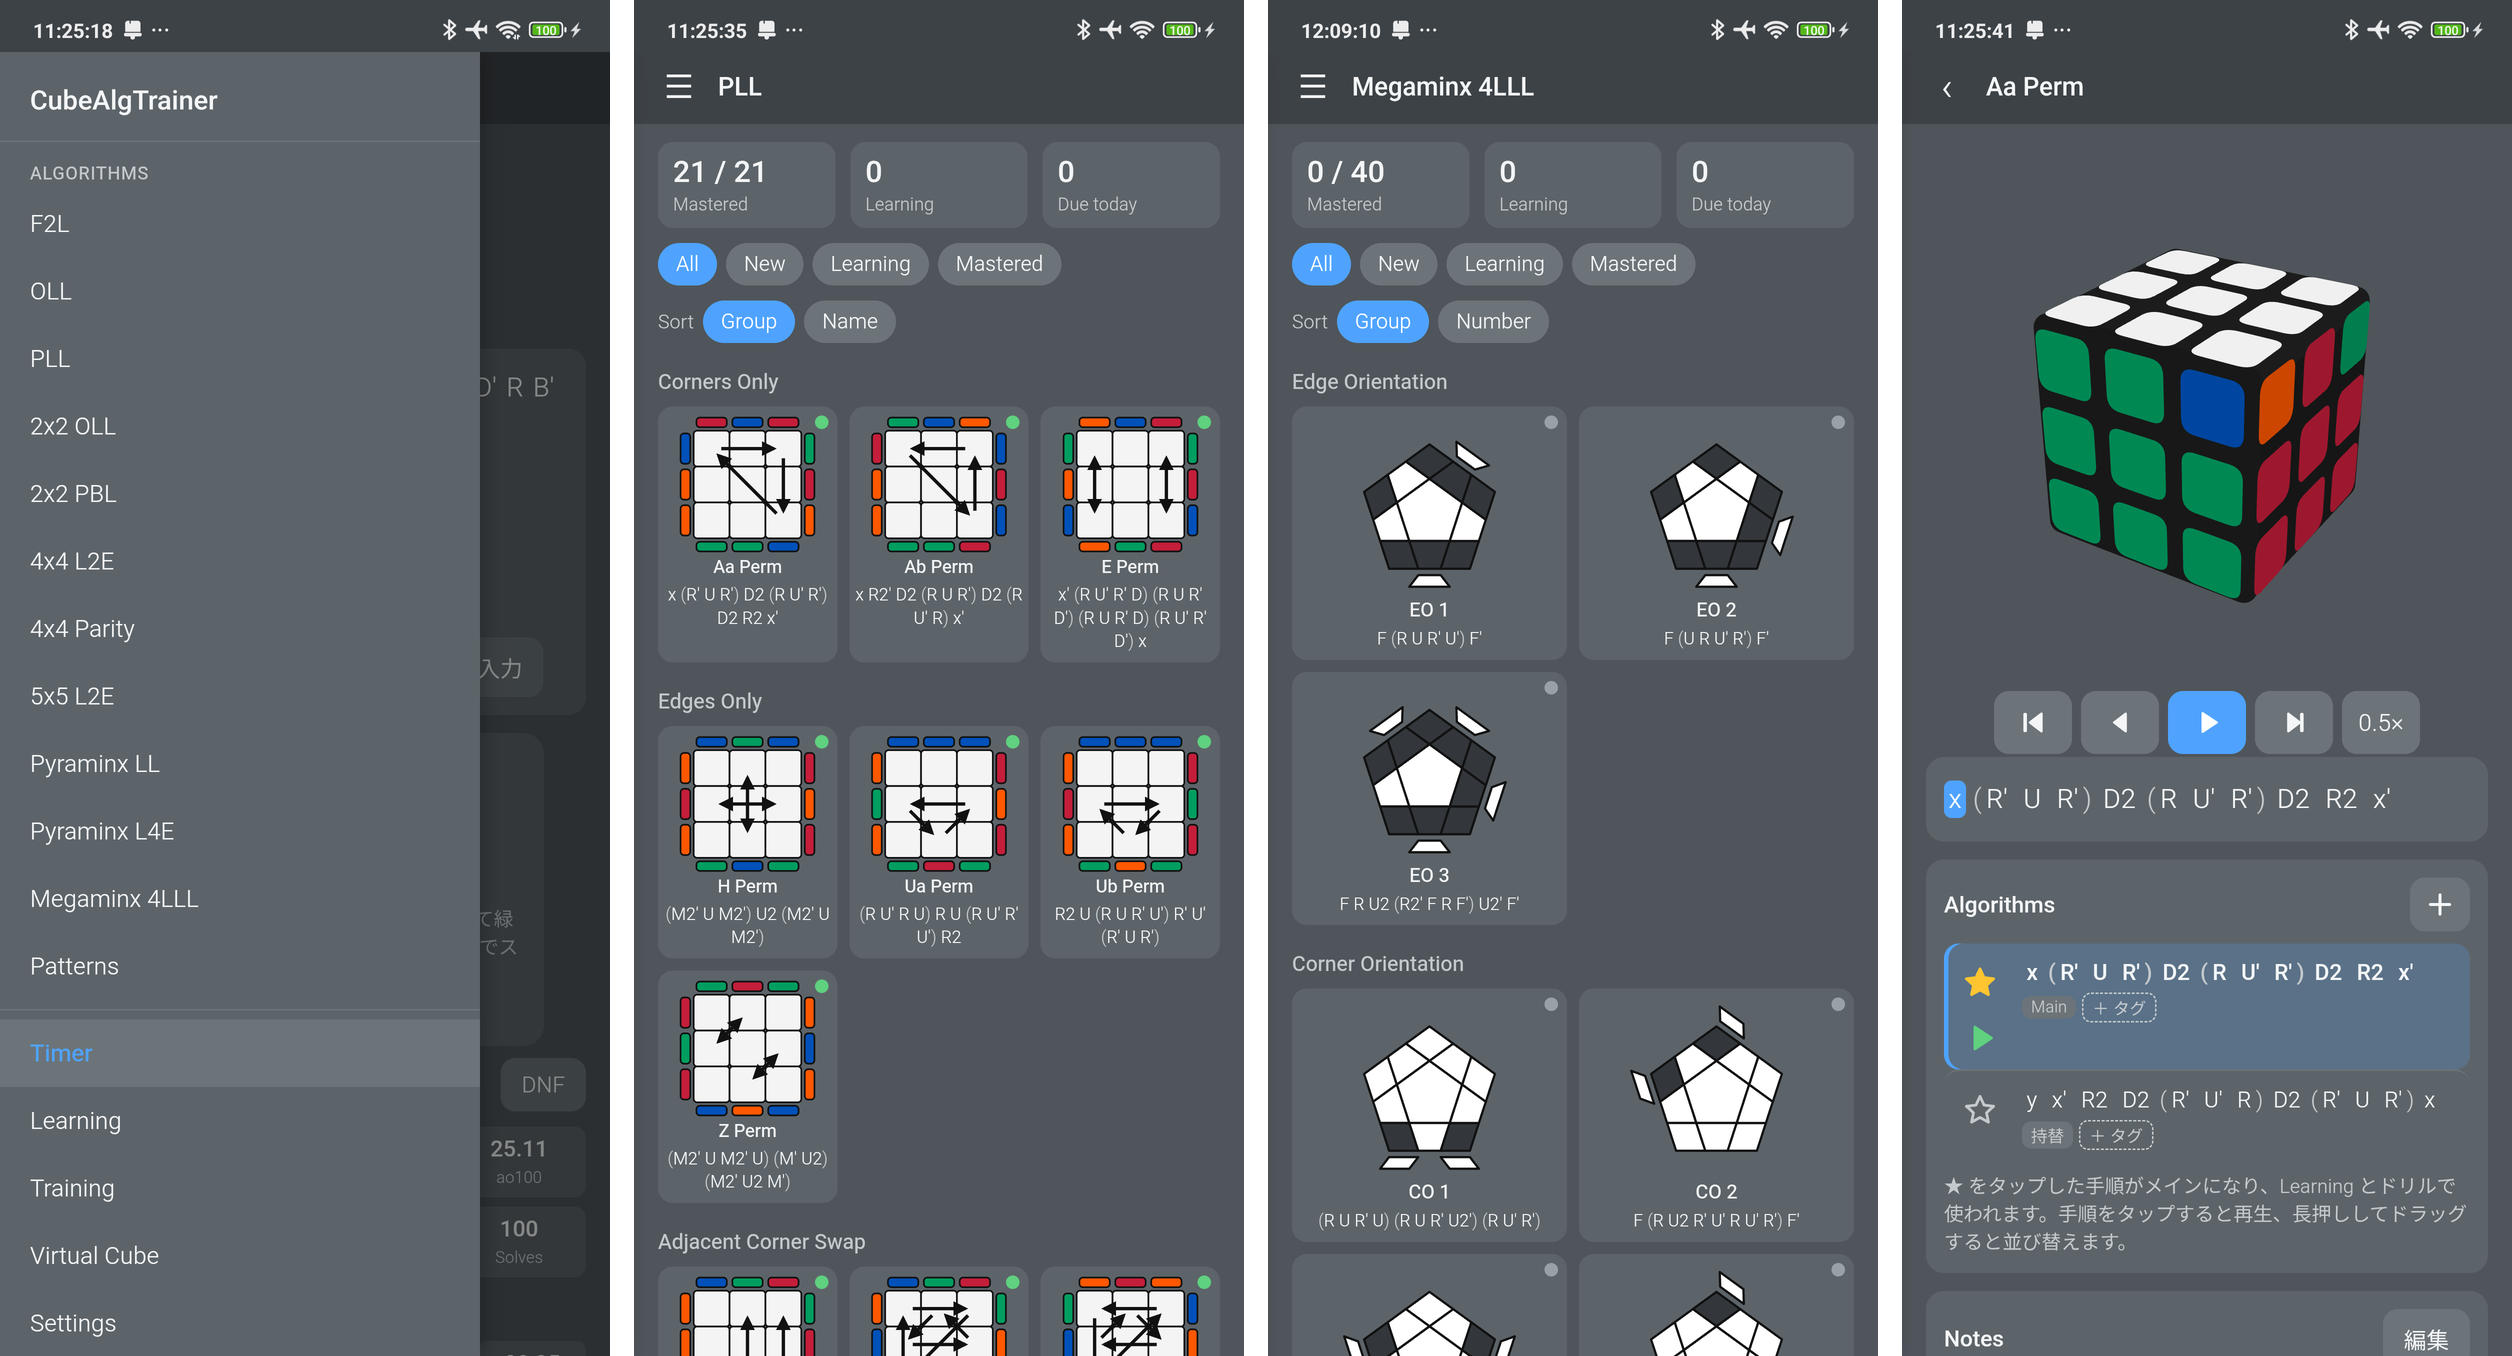 11:25:18 ··· 100
CubeAlgTrainer
ALGORITHMS
F2L
OLL
PLL
2x2 OLL
2x2 PBL
4x4 L2E
4x4 Parity
5x5 L2E
Pyraminx LL
Pyraminx L4E
Megaminx 4LLL
Patterns
Timer
Learning
Training
Virtual Cube
Settings
D' R B'
入力
て緑
でス
DNF
25.11
ao100
100
Solves
11:25:35 ··· 100
PLL
21 / 21
Mastered
0
Learning
0
Due today
All New Learning Mastered
Sort Group Name
Corners Only
Aa Perm
x (R' U R') D2 (R U' R')
D2 R2 x'
Ab Perm
x R2' D2 (R U R') D2 (R
U' R) x'
E Perm
x' (R U' R' D) (R U R'
D') (R U R' D) (R U' R'
D') x
Edges Only
H Perm
(M2' U M2') U2 (M2' U
M2')
Ua Perm
(R U' R U) R U (R U' R'
U') R2
Ub Perm
R2 U (R U R' U') R' U'
(R' U R')
Z Perm
(M2' U M2' U) (M' U2)
(M2' U2 M')
Adjacent Corner Swap
12:09:10 ··· 100
Megaminx 4LLL
0 / 40
Mastered
0
Learning
0
Due today
All New Learning Mastered
Sort Group Number
Edge Orientation
EO 1
F (R U R' U') F'
EO 2
F (U R U' R') F'
EO 3
F R U2 (R2' F R F') U2' F'
Corner Orientation
CO 1
(R U R' U) (R U R' U2') (R U' R')
CO 2
F (R U2 R' U' R U' R') F'
11:25:41 ··· 100
Aa Perm
0.5×
x (R' U R') D2 (R U' R') D2 R2 x'
Algorithms
x (R' U R') D2 (R U' R') D2 R2 x'
Main + タグ
y x' R2 D2 (R' U' R) D2 (R' U R') x
持替 + タグ
★ をタップした手順がメインになり、Learning とドリルで
使われます。手順をタップすると再生、長押ししてドラッグ
すると並び替えます。
Notes 編集